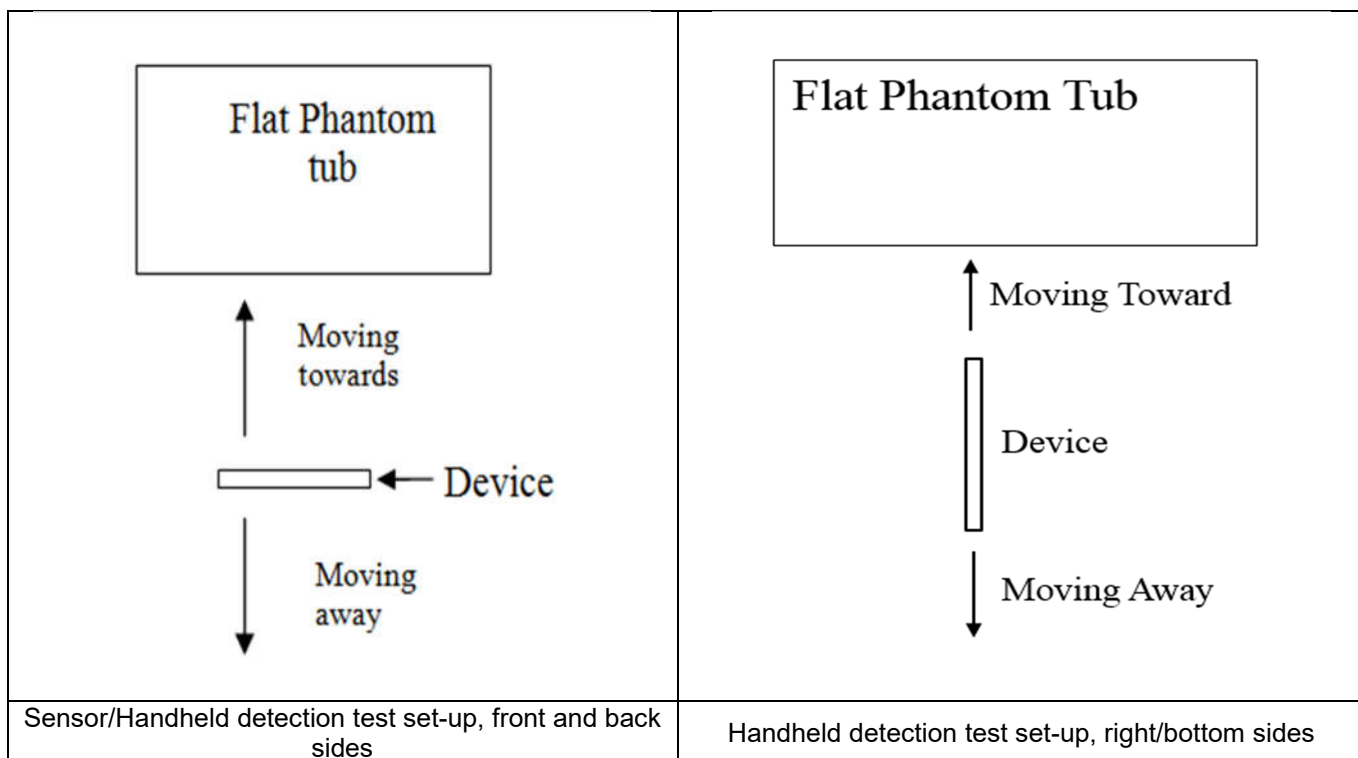 Flat Phantom
tub
Moving
towards
Device
Moving
away
Sensor/Handheld detection test set-up, front and back
sides
Flat Phantom Tub
Moving Toward
Device
Moving Away
Handheld detection test set-up, right/bottom sides